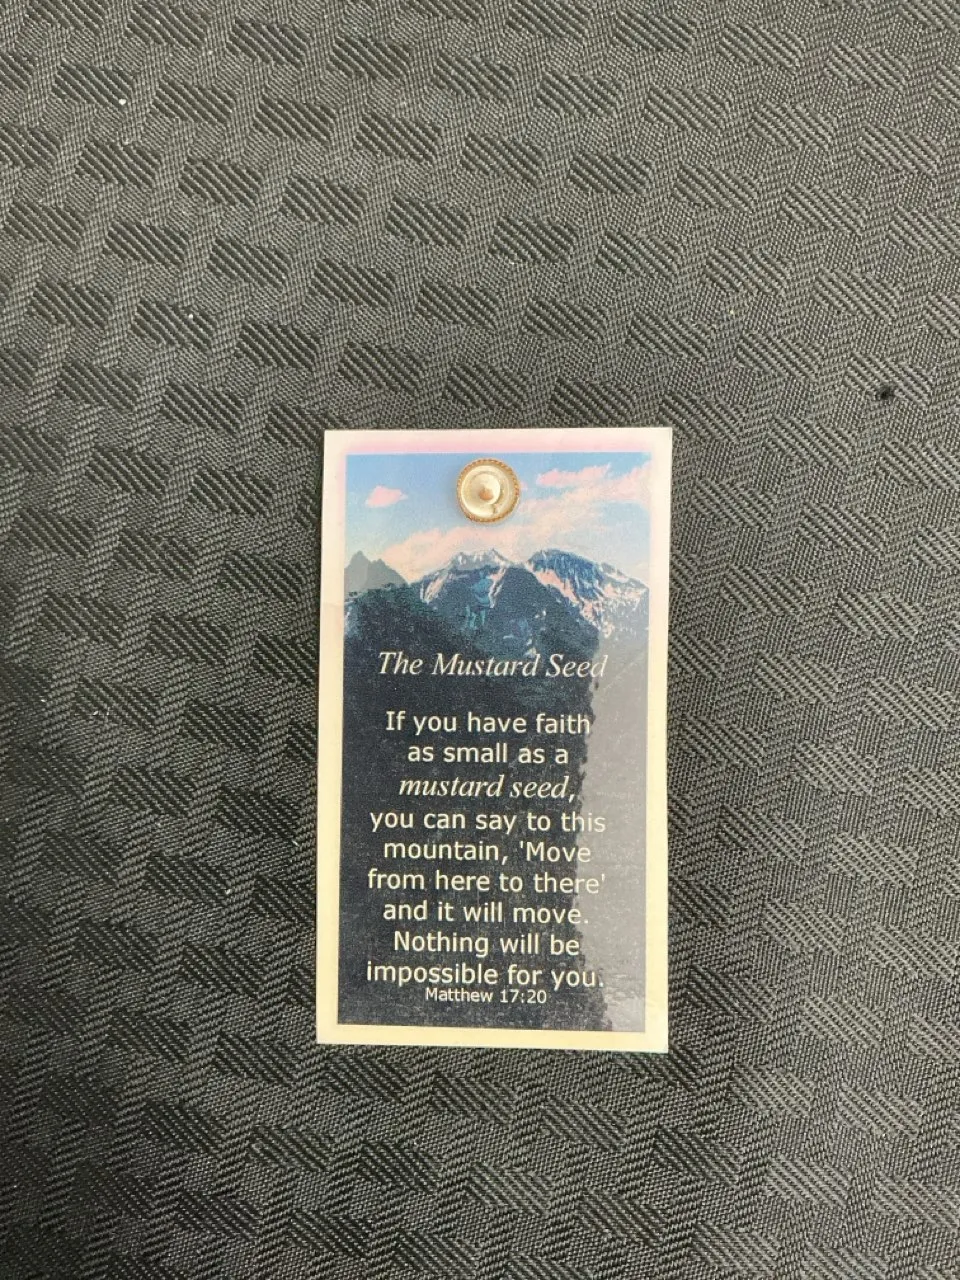 The Mustard Seed
If you have faith
as small as a
mustard seed,
you can say to this
mountain, 'Move
from here to there'
and it will move.
Nothing will be
impossible for you.
Matthew 17:20